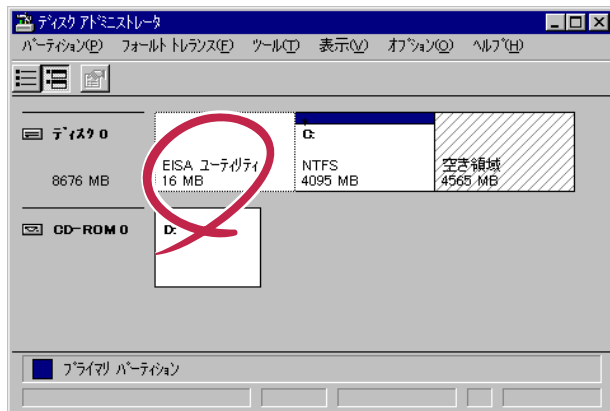 ディスク アドミニストレータ
パーティション(P) フォールト トレランス(F) ツール(T) 表示(V) オプション(O) ヘルプ(H)
ディスク 0
8676 MB
EISA ユーティリティ
16 MB
C:
NTFS
4095 MB
空き領域
4565 MB
CD-ROM 0
D:
プライマリ パーティション